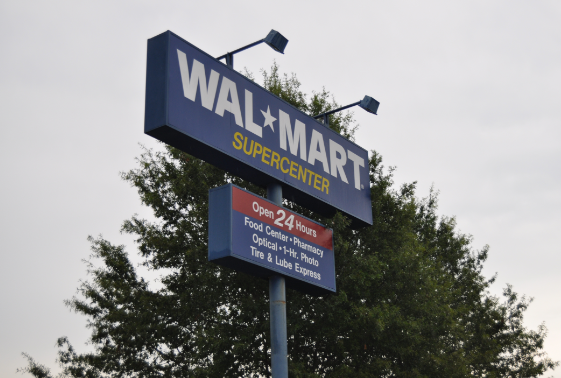 WAL★MART
SUPERCENTER
Open 24 Hours
Food Center • Pharmacy
Optical • 1-Hr. Photo
Tire & Lube Express